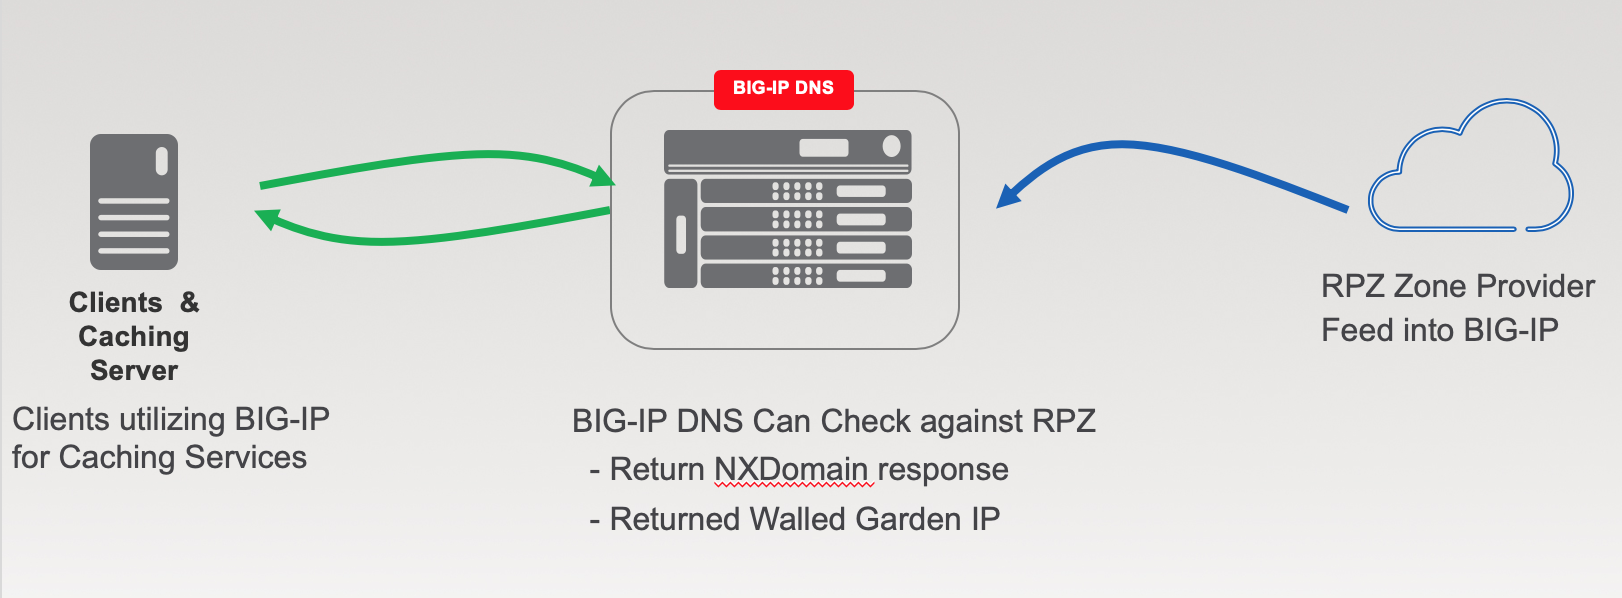 BIG-IP DNS
Clients & 
Caching
Server
Clients utilizing BIG-IP
for Caching Services
BIG-IP DNS Can Check against RPZ
- Return NXDomain response
- Returned Walled Garden IP
RPZ Zone Provider
Feed into BIG-IP